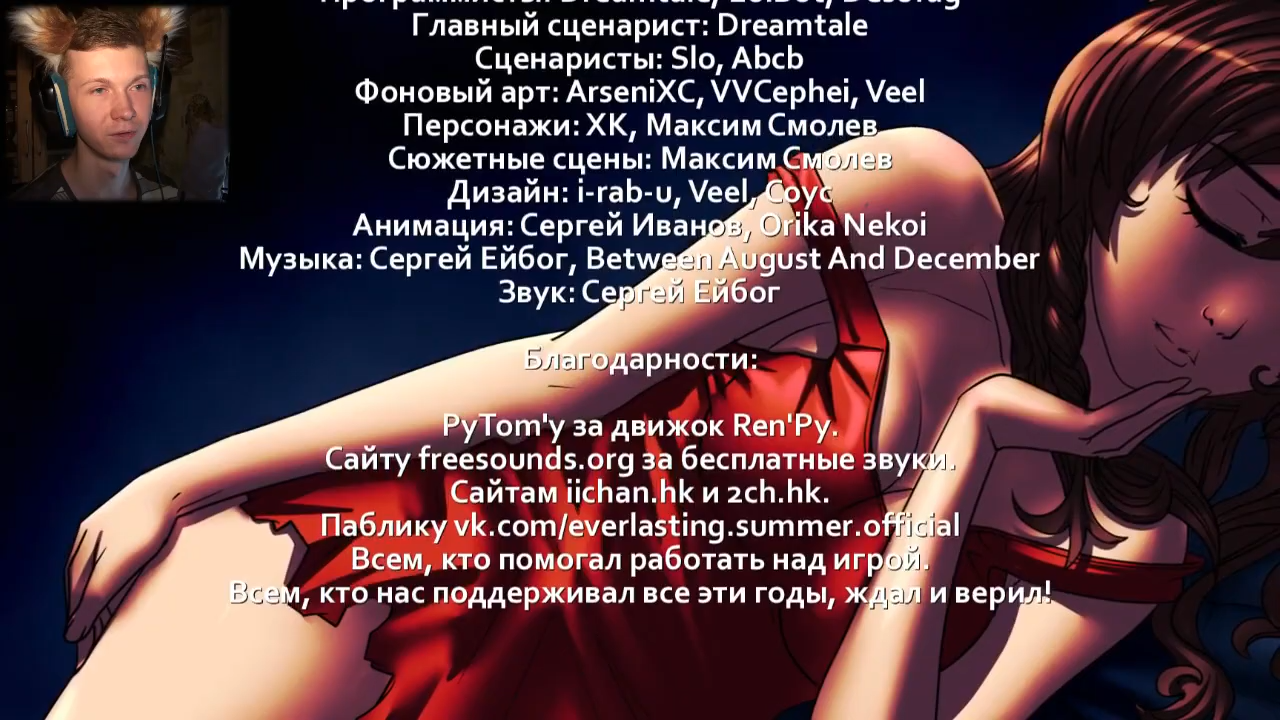 Программисты: Dreamtale,
Главный сценарист: Dreamtale
Сценаристы: Slo, Abcb
Фоновый арт: ArseniXC, VVCephei, Veel
Персонажи: ХК, Максим Смолев
Сюжетные сцены: Максим Смолев
Дизайн: i-rab-u, Veel, Соус
Анимация: Сергей Иванов, Orika Nekoi
Музыка: Сергей Ейбог, Between August And December
Звук: Сергей Ейбог
Благодарности:
PyTom'у за движок Ren'Py.
Сайту freesounds.org за бесплатные звуки.
Сайтам iichan.hk и 2ch.hk.
Паблику vk.com/everlasting.summer.official
Всем, кто помогал работать над игрой.
Всем, кто нас поддерживал все эти годы, ждал и верил!